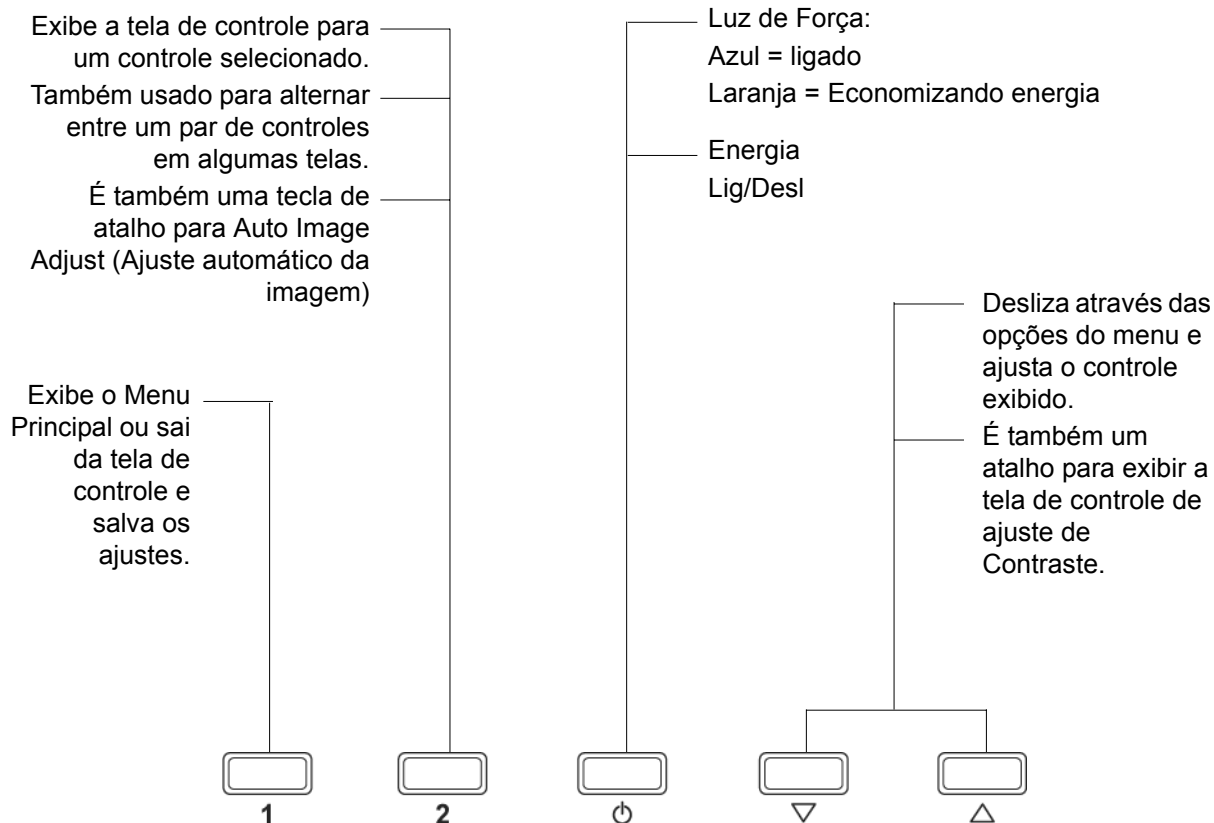 Exibe a tela de controle para
um controle selecionado.
Também usado para alternar
entre um par de controles
em algumas telas.
É também uma tecla de
atalho para Auto Image
Adjust (Ajuste automático da
imagem)
Luz de Força:
Azul = ligado
Laranja = Economizando energia
Energia
Lig/Desl
Exibe o Menu
Principal ou sai
da tela de
controle e
salva os
ajustes.
Desliza através das
opções do menu e
ajusta o controle
exibido.
É também um
atalho para exibir a
tela de controle de
ajuste de
Contraste.
1
2